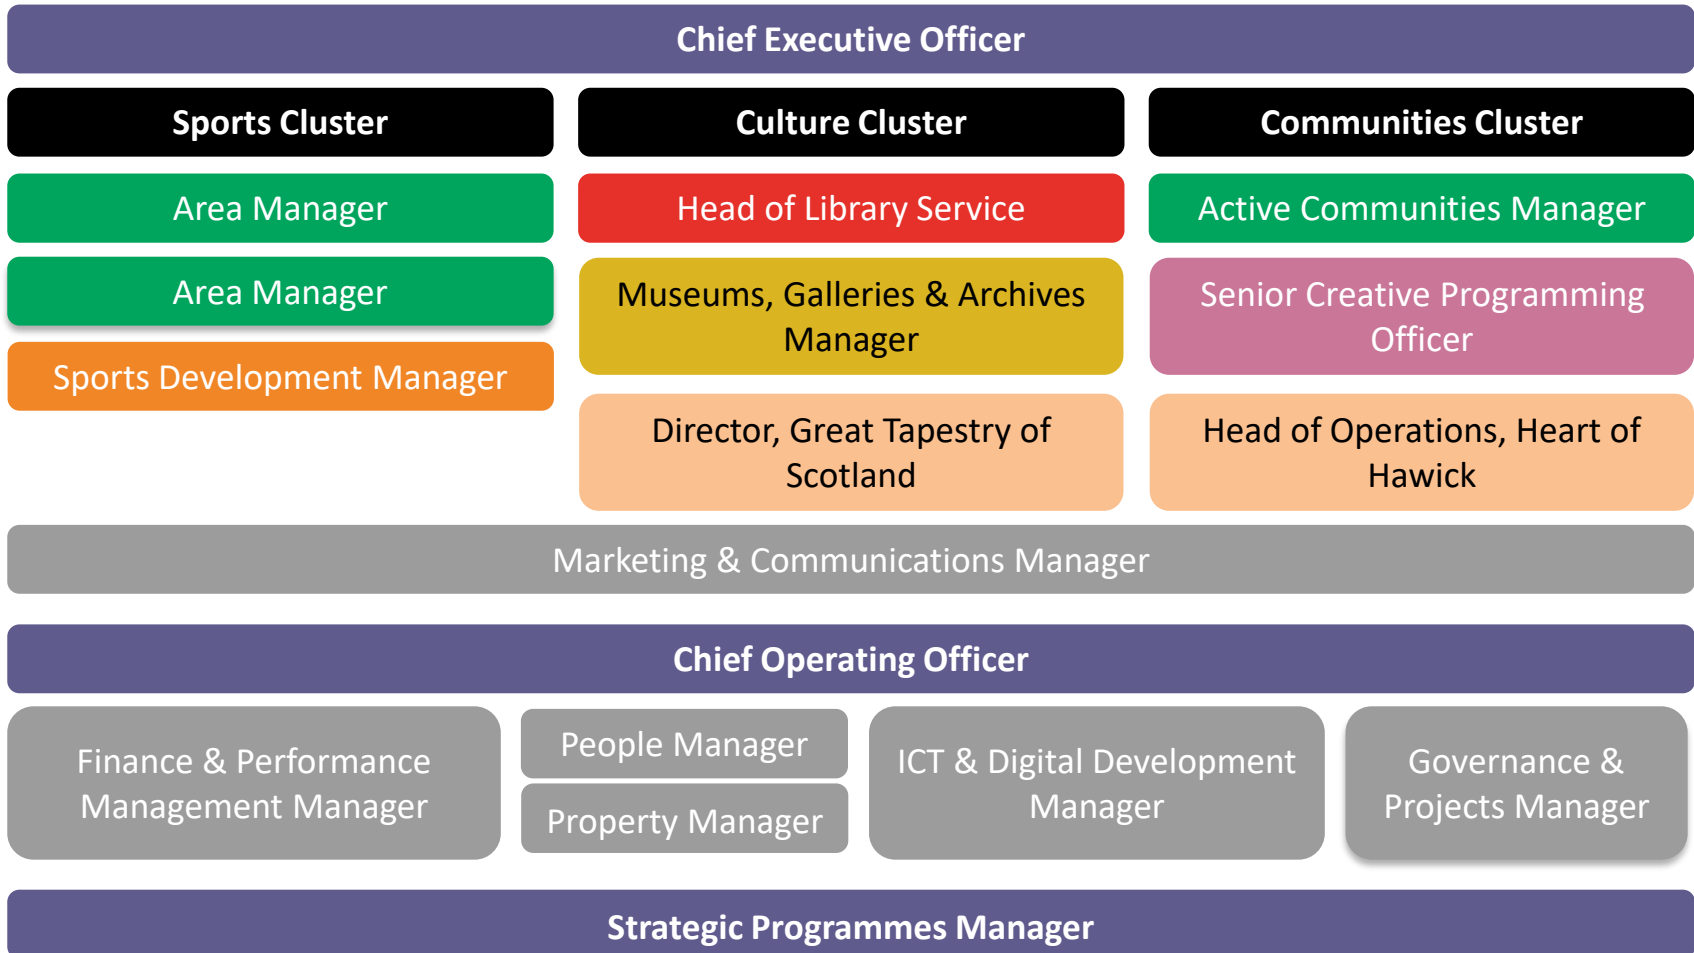 Chief Executive Officer
Sports Cluster
Culture Cluster
Communities Cluster
Area Manager
Head of Library Service
Active Communities Manager
Area Manager
Museums, Galleries & Archives
Manager
Senior Creative Programming
Officer
Sports Development Manager
Director, Great Tapestry of
Scotland
Head of Operations, Heart of
Hawick
Marketing & Communications Manager
Chief Operating Officer
Finance & Performance
Management Manager
People Manager
Property Manager
ICT & Digital Development
Manager
Governance &
Projects Manager
Strategic Programmes Manager